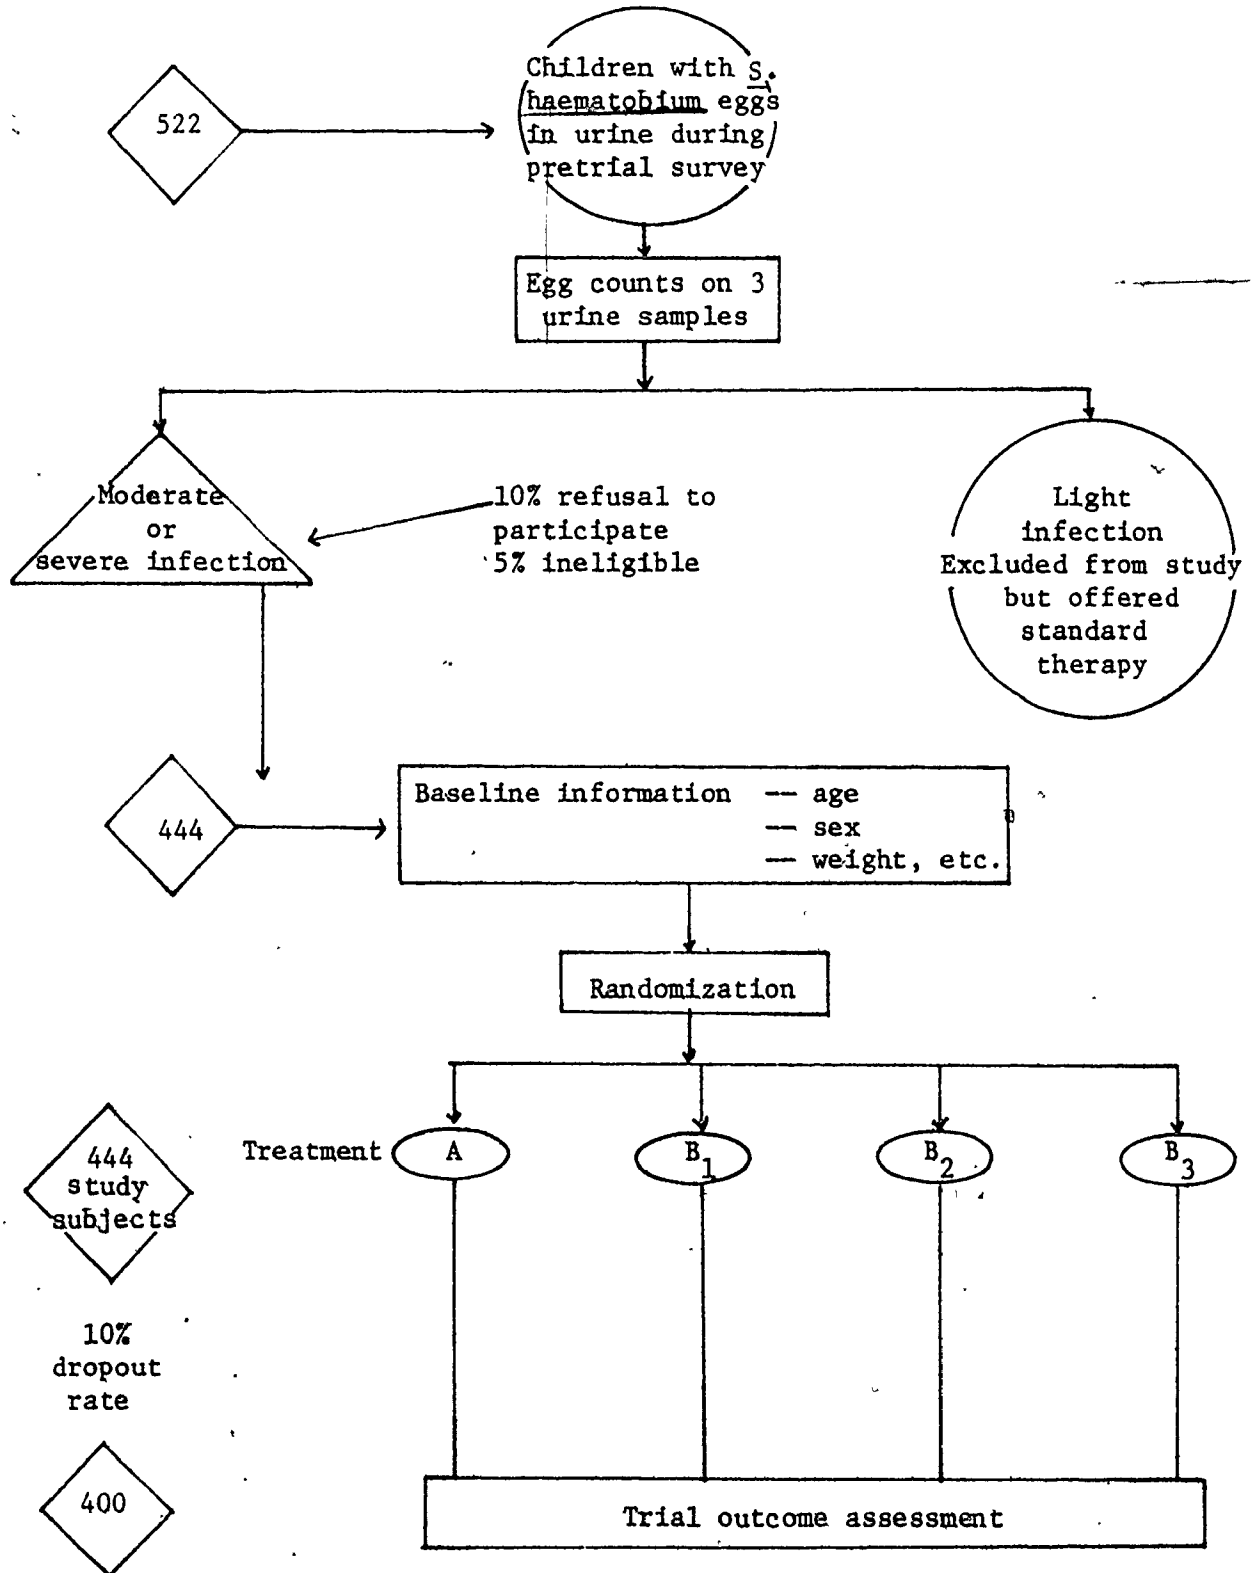 522
Children with S.
haematobium eggs
in urine during
pretrial survey
Egg counts on 3
urine samples
Moderate
or
severe infection
10% refusal to
participate
5% ineligible
Light
infection
Excluded from study
but offered
standard
therapy
444
Baseline information — age
— sex
— weight, etc.
Randomization
Treatment A B1 B2 B3
444
study
subjects
10%
dropout
rate
400
Trial outcome assessment